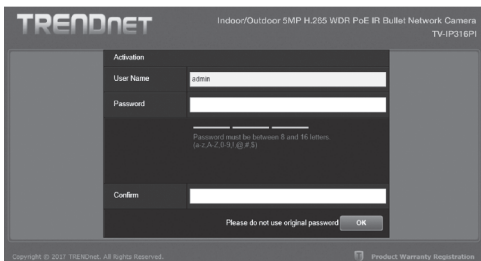 TRENDnet
Indoor/Outdoor 5MP H.265 WDR PoE IR Bullet Network Camera
TV-IP316PI
Activation
User Name
admin
Password
Password must be between 8 and 16 letters.
(a-z,A-Z,0-9,!,@,#,$)
Confirm
Please do not use original password
OK
Copyright © 2017 TRENDnet. All Rights Reserved.
Product Warranty Registration